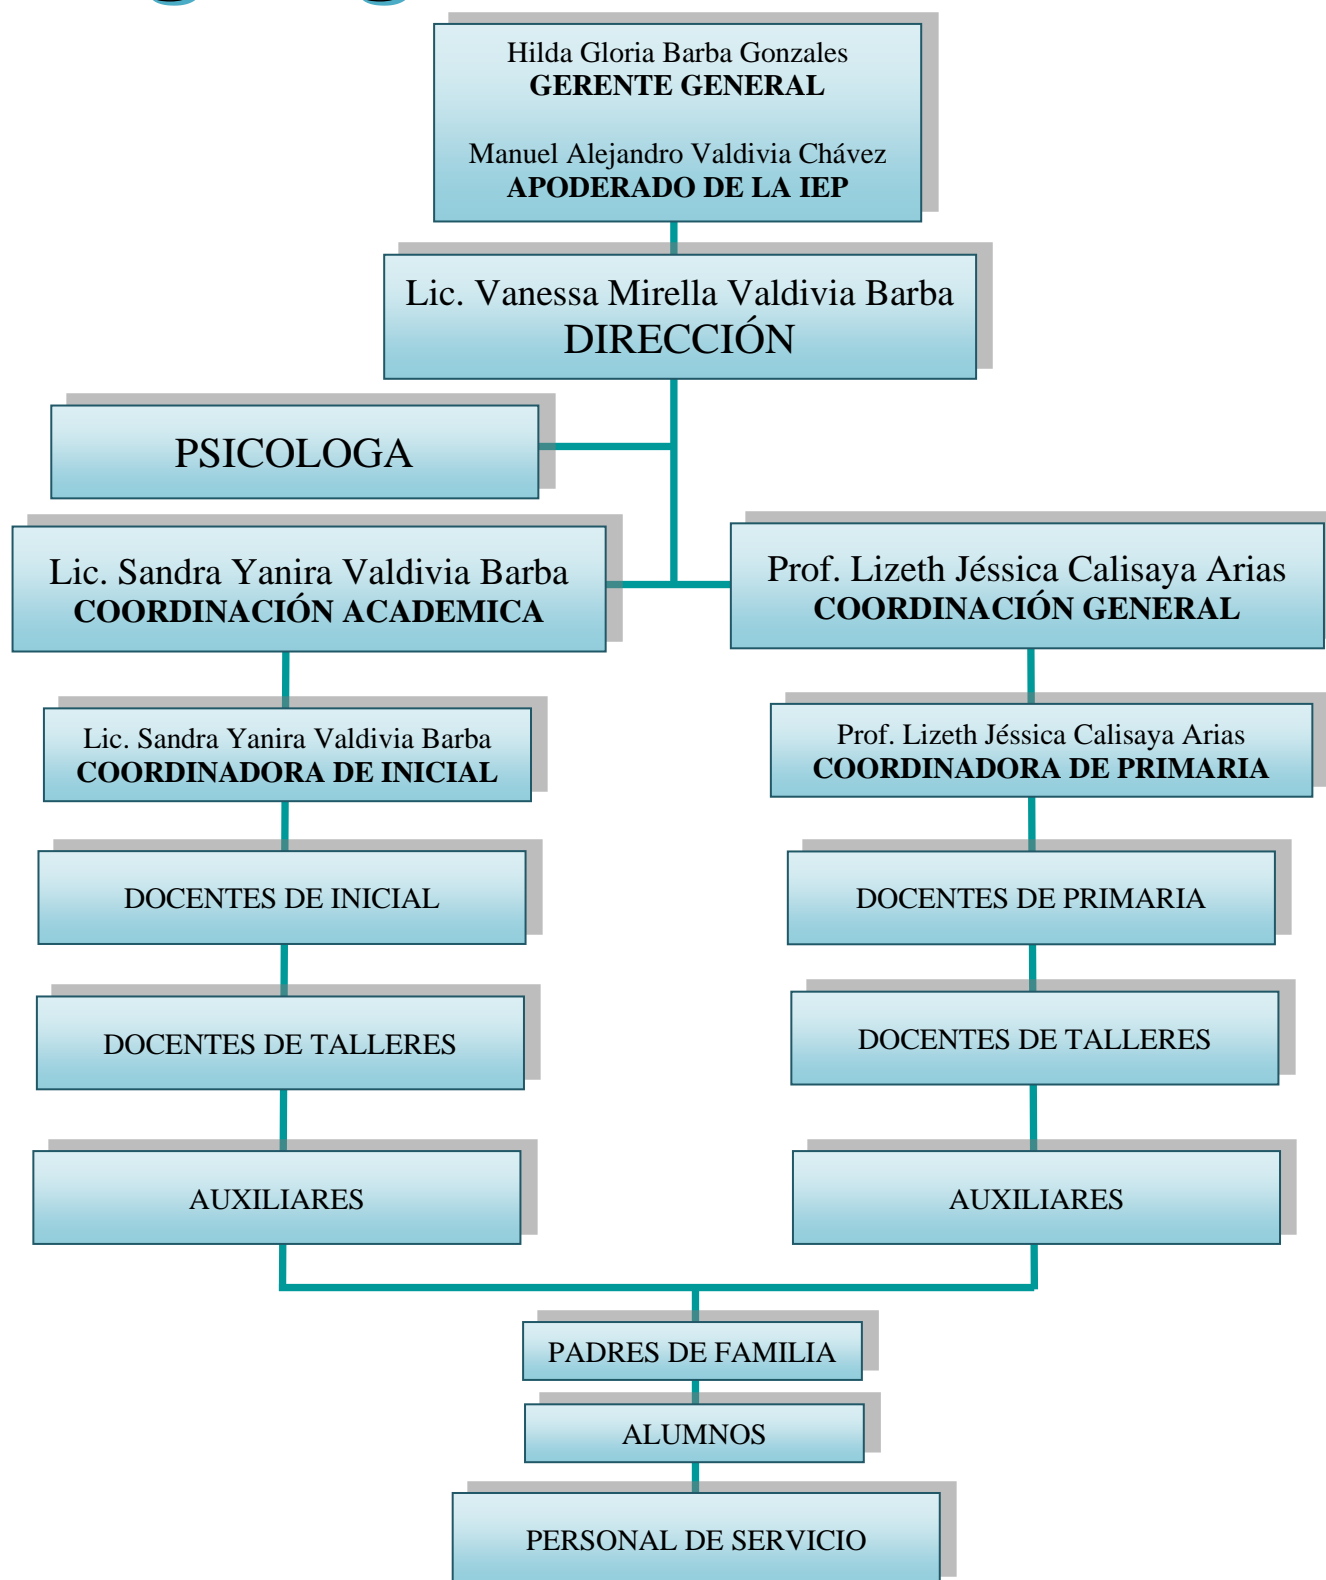 Hilda Gloria Barba Gonzales
GERENTE GENERAL
Manuel Alejandro Valdivia Chávez
APODERADO DE LA IEP
Lic. Vanessa Mirella Valdivia Barba
DIRECCIÓN
PSICOLOGA
Lic. Sandra Yanira Valdivia Barba
COORDINACIÓN ACADEMICA
Prof. Lizeth Jéssica Calisaya Arias
COORDINACIÓN GENERAL
Lic. Sandra Yanira Valdivia Barba
COORDINADORA DE INICIAL
Prof. Lizeth Jéssica Calisaya Arias
COORDINADORA DE PRIMARIA
DOCENTES DE INICIAL
DOCENTES DE PRIMARIA
DOCENTES DE TALLERES
DOCENTES DE TALLERES
AUXILIARES
AUXILIARES
PADRES DE FAMILIA
ALUMNOS
PERSONAL DE SERVICIO